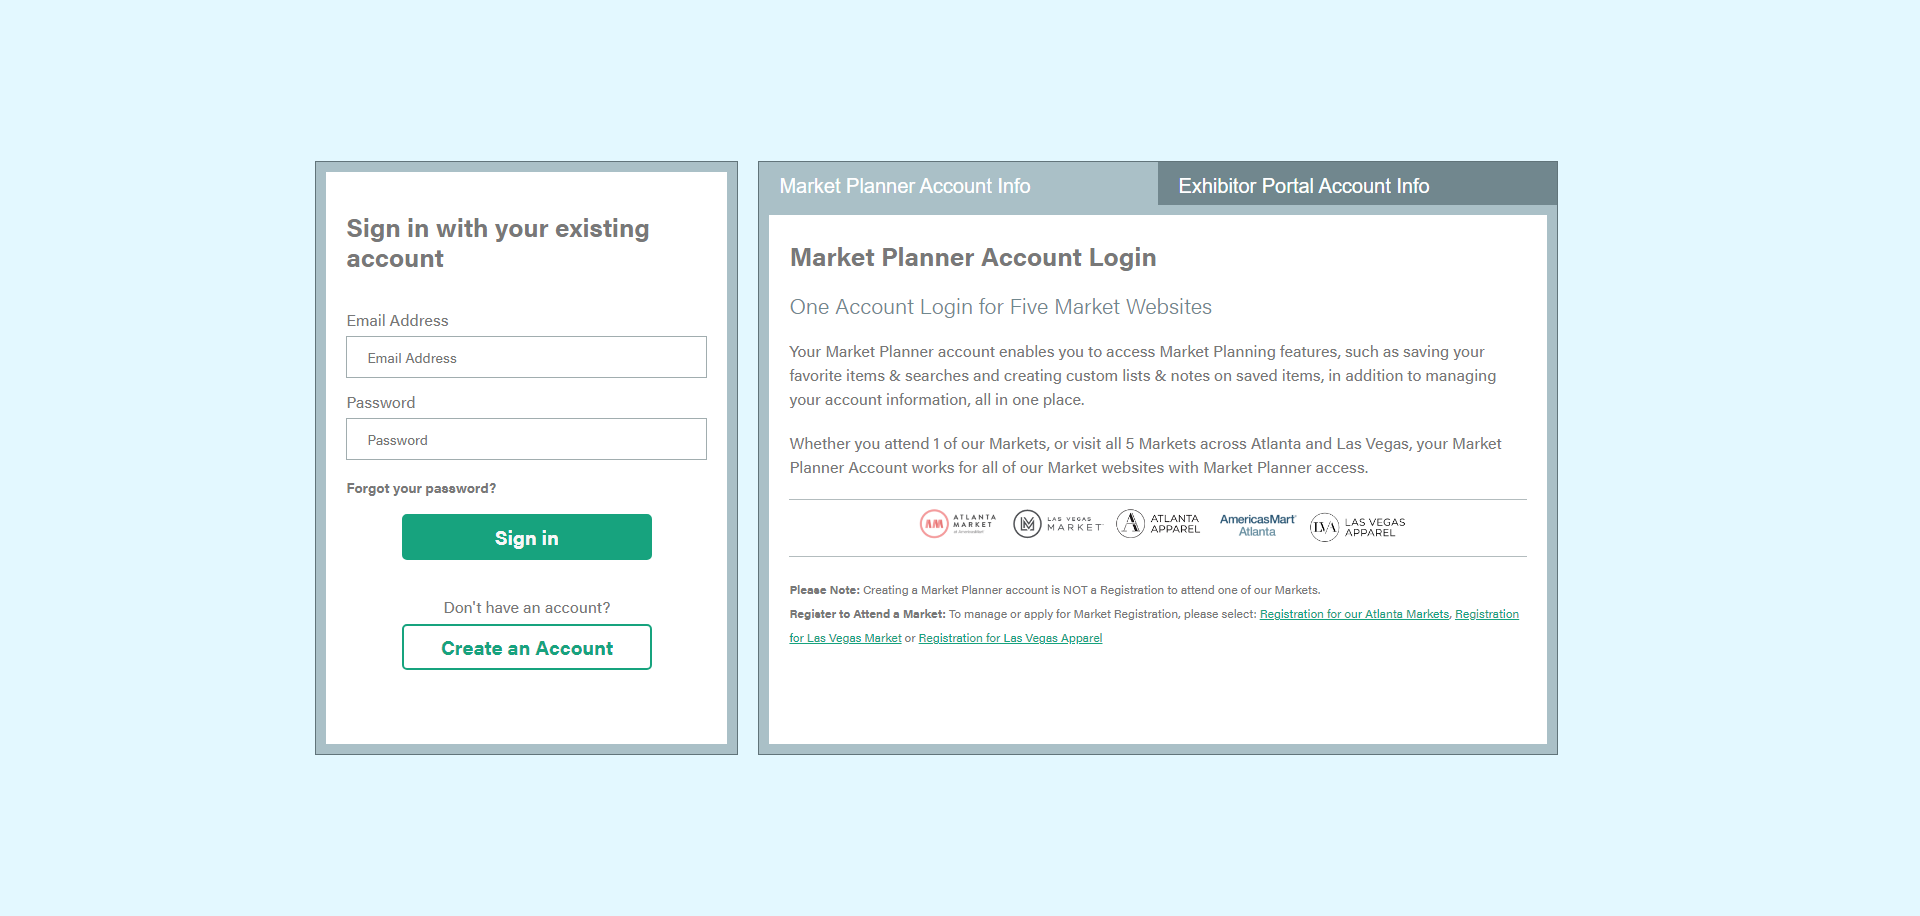 Sign in with your existing
account
Email Address
Email Address
Password
Password
Forgot your password?
Sign in
Don't have an account?
Create an Account
Market Planner Account Info
Exhibitor Portal Account Info
Market Planner Account Login
One Account Login for Five Market Websites
Your Market Planner account enables you to access Market Planning features, such as saving your
favorite items & searches and creating custom lists & notes on saved items, in addition to managing
your account information, all in one place.
Whether you attend 1 of our Markets, or visit all 5 Markets across Atlanta and Las Vegas, your Market
Planner Account works for all of our Market websites with Market Planner access.
AM ATLANTA
MARKET
LVM LAS VEGAS
MARKET
A ATLANTA
APPAREL
AmericasMart
Atlanta
LVA LAS VEGAS
APPAREL
Please Note: Creating a Market Planner account is NOT a Registration to attend one of our Markets.
Register to Attend a Market: To manage or apply for Market Registration, please select: Registration for our Atlanta Markets, Registration
for Las Vegas Market or Registration for Las Vegas Apparel